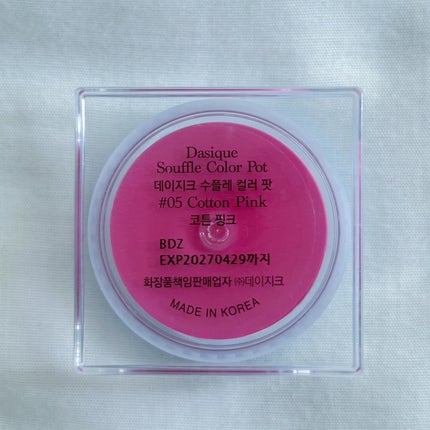 Dasique
Souffle Color Pot
데이지크 수플레 컬러 팟
#05 Cotton Pink
코튼 핑크
BDZ
EXP20270429까지
화장품책임판매업자 ㈜데이지크
MADE IN KOREA